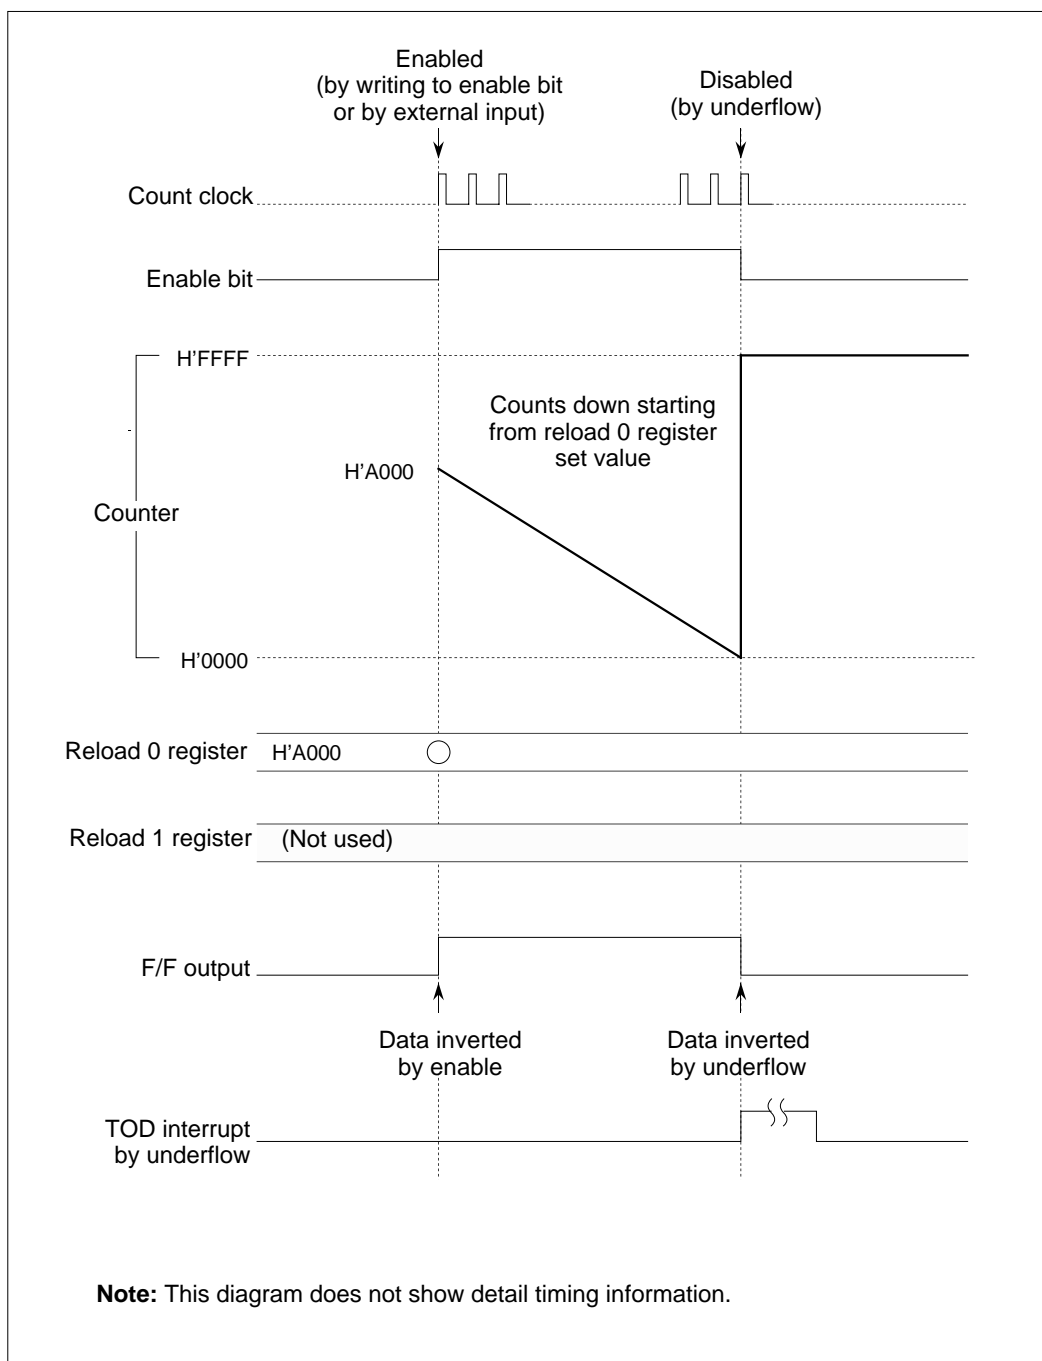 Enabled
(by writing to enable bit
or by external input)
Disabled
(by underflow)
Count clock
Enable bit
H'FFFF
Counts down starting
from reload 0 register
set value
H'A000
Counter
H'0000
Reload 0 register
H'A000
Reload 1 register
(Not used)
F/F output
Data inverted
by enable
Data inverted
by underflow
TOD interrupt
by underflow
Note: This diagram does not show detail timing information.